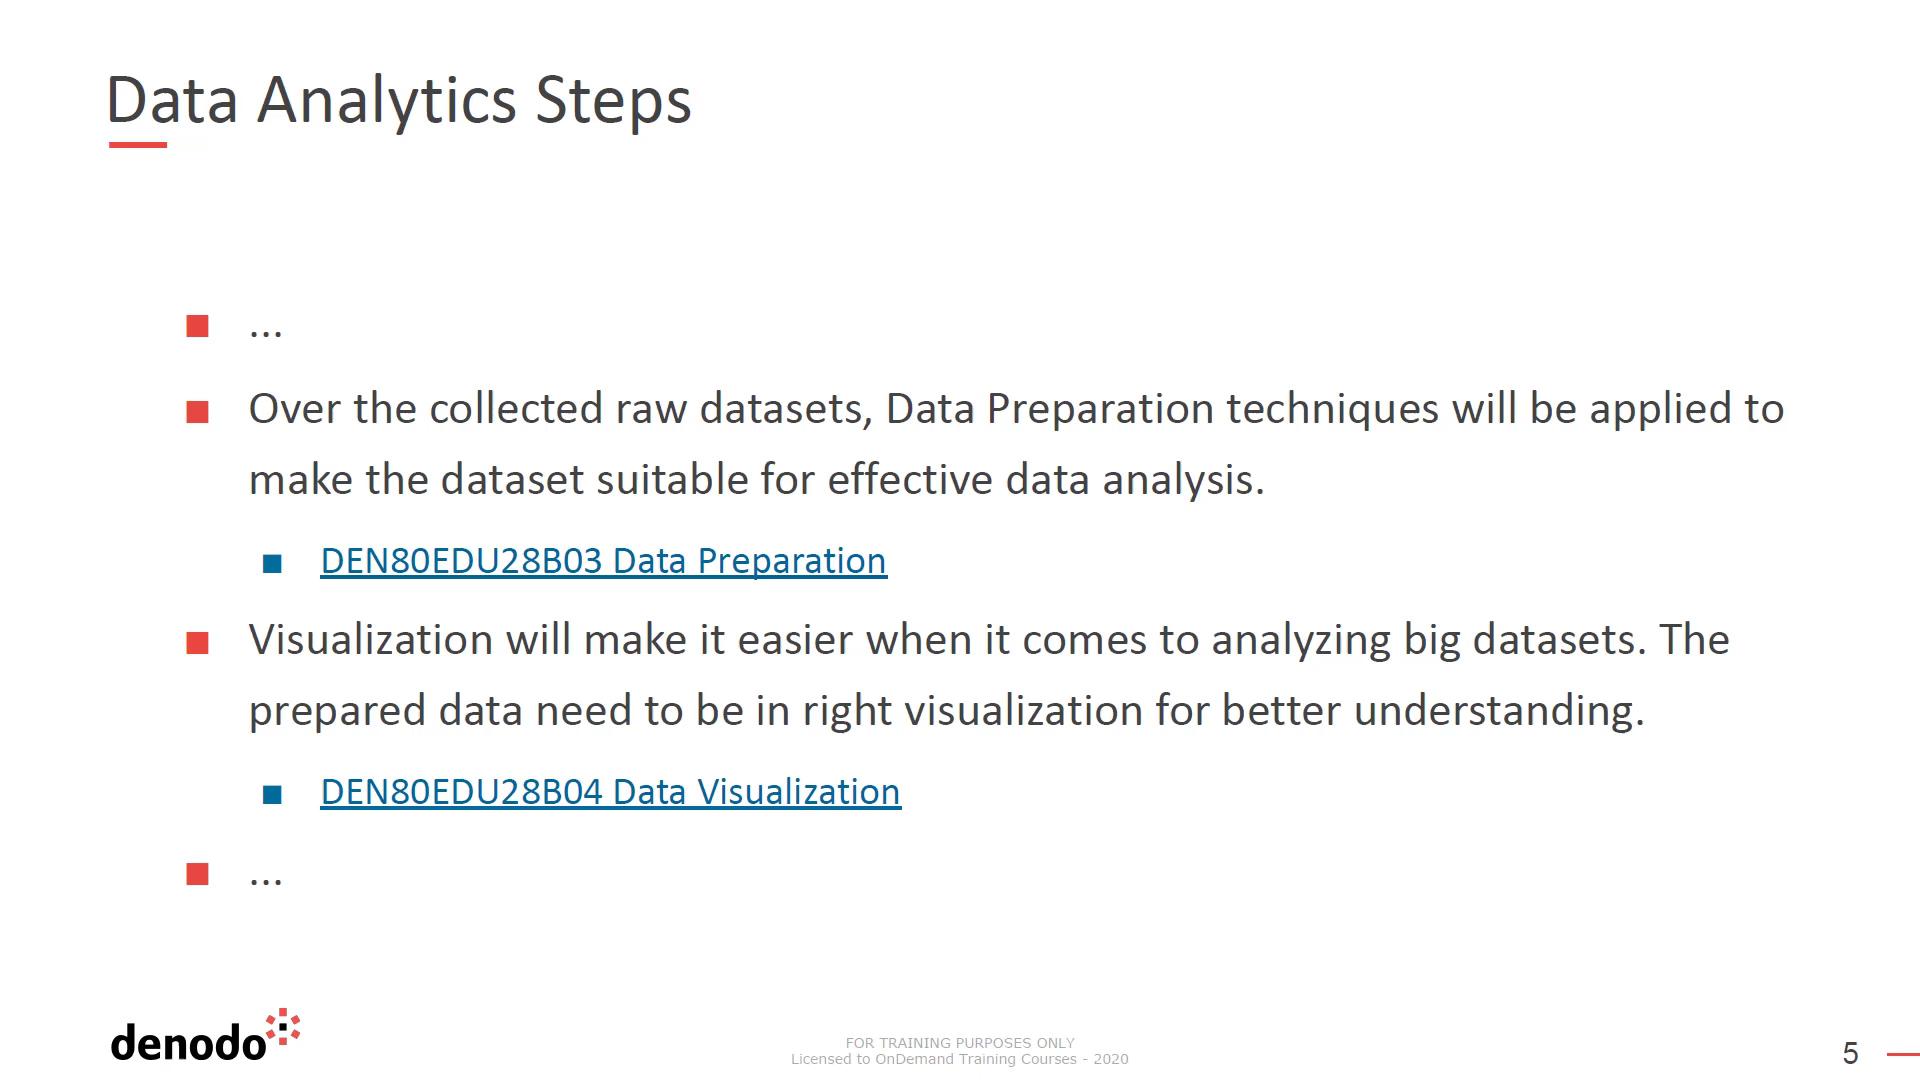 Data Analytics Steps
...
Over the collected raw datasets, Data Preparation techniques will be applied to
make the dataset suitable for effective data analysis.
DEN80EDU28B03 Data Preparation
Visualization will make it easier when it comes to analyzing big datasets. The
prepared data need to be in right visualization for better understanding.
DEN80EDU28B04 Data Visualization
...
denodo
FOR TRAINING PURPOSES ONLY
Licensed to OnDemand Training Courses - 2020
5